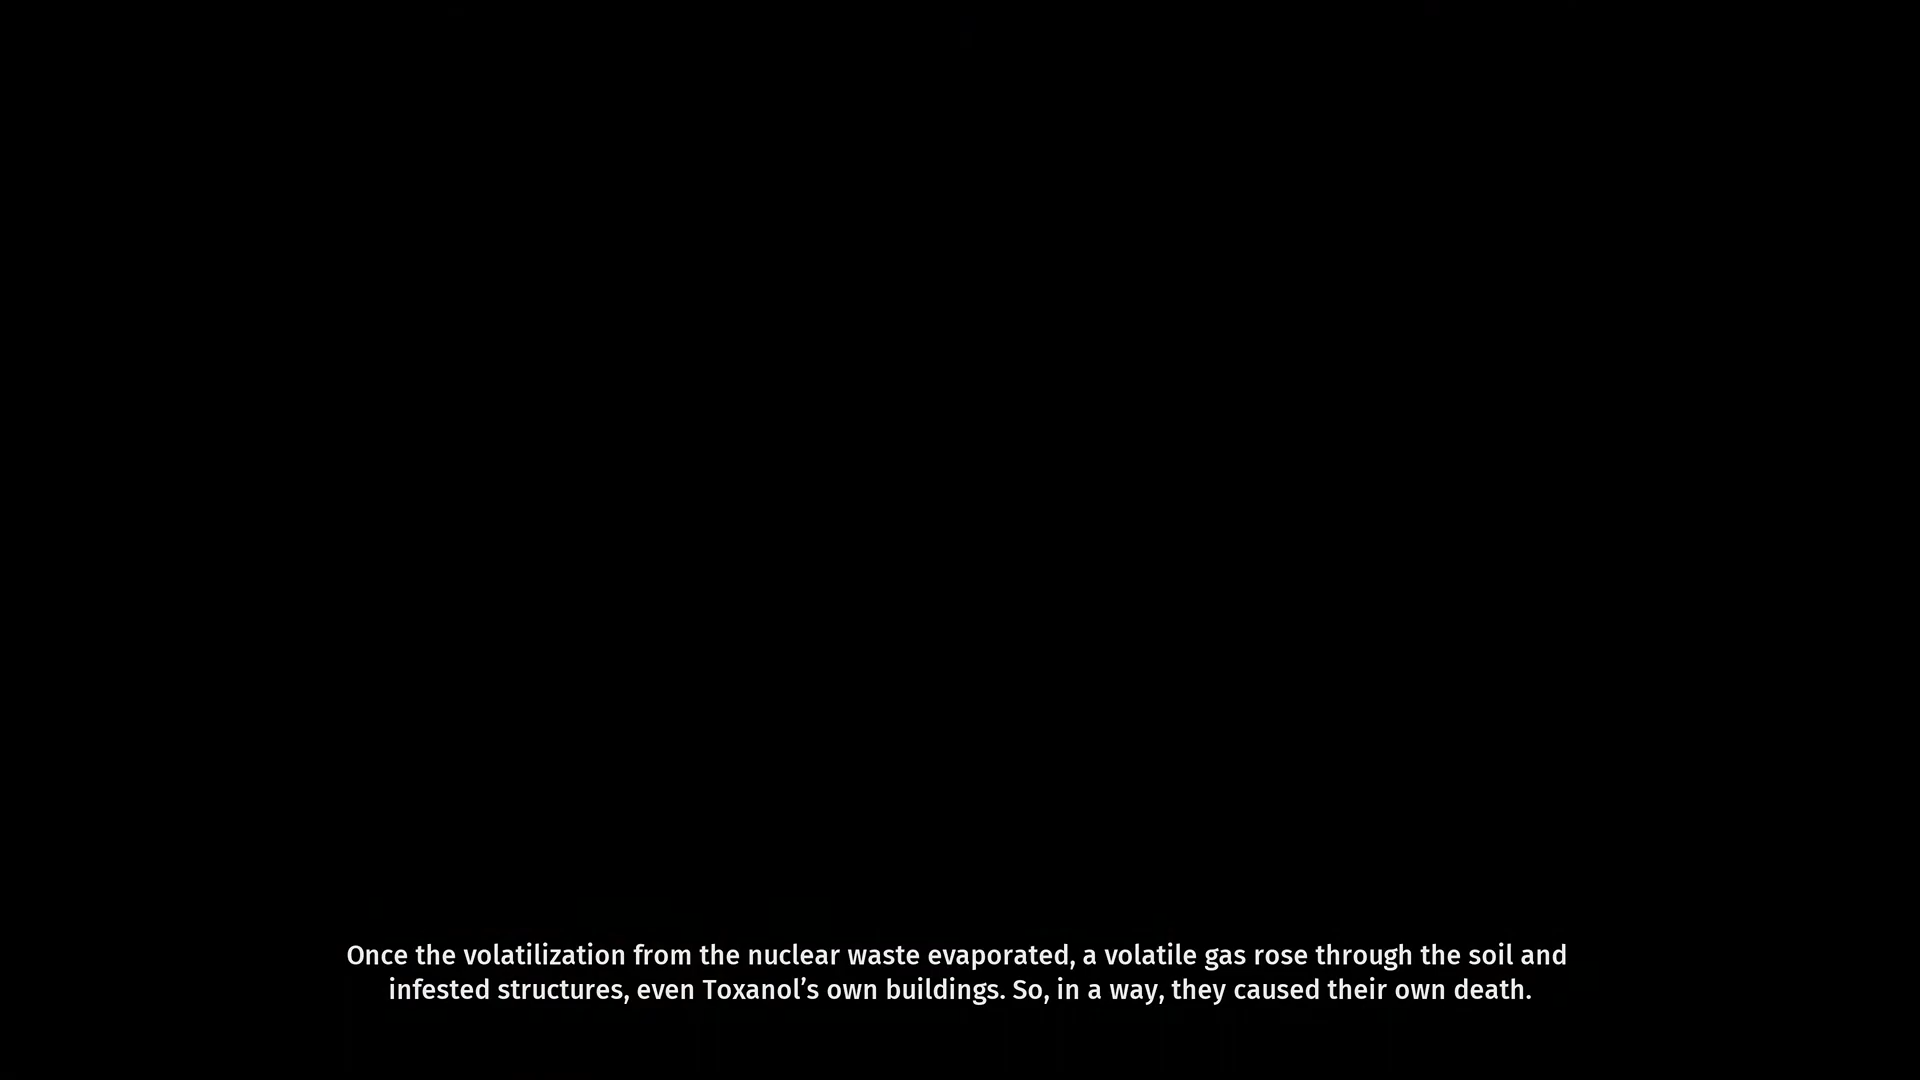 Once the volatilization from the nuclear waste evaporated, a volatile gas rose through the soil and
infested structures, even Toxanol’s own buildings. So, in a way, they caused their own death.